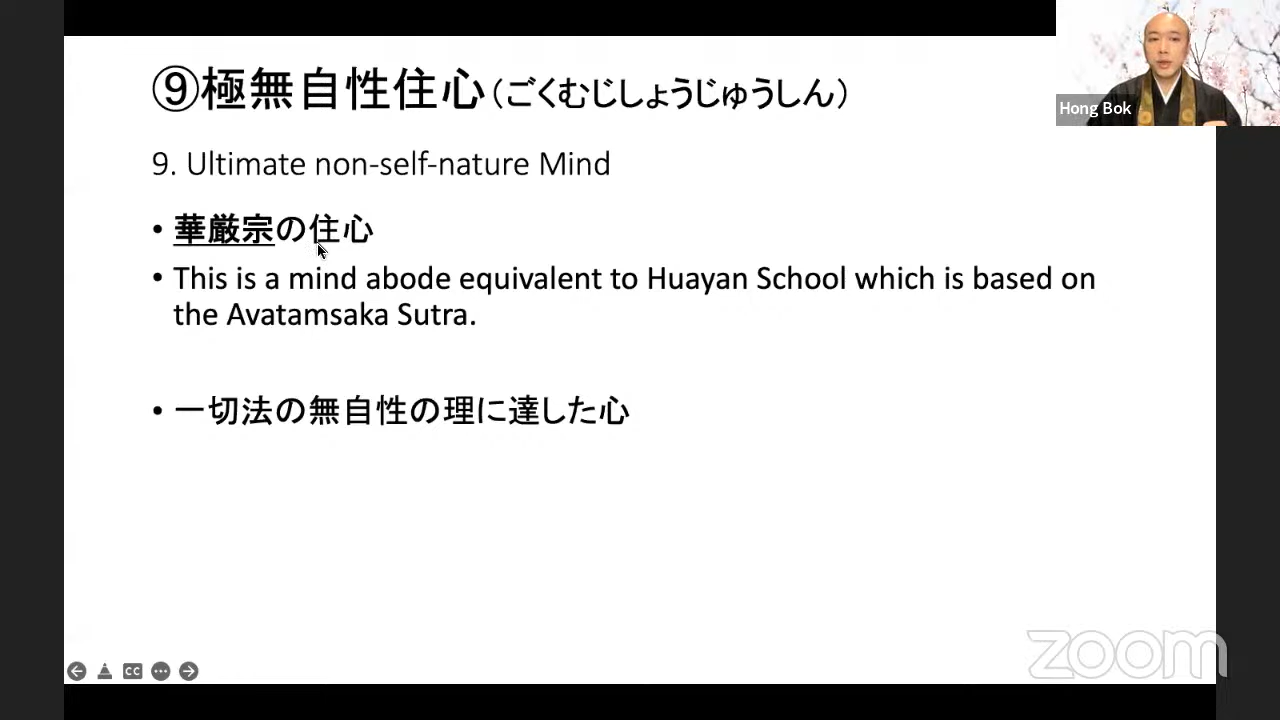 ⑨極無自性住心（ごくむじしょうじゅうしん）
9. Ultimate non-self-nature Mind
• 華厳宗の住心
• This is a mind abode equivalent to Huayan School which is based on
the Avatamsaka Sutra.
• 一切法の無自性の理に達した心
Hong Bok
CC
zoom